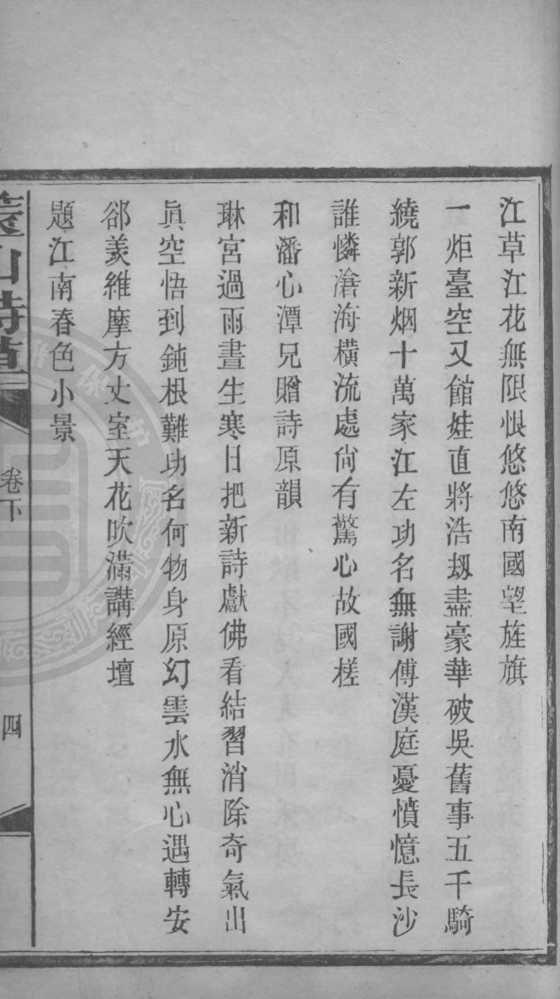 江草江花無限恨悠悠南國望旌旗
一炬臺空又館娃直將浩刼盡豪華破吳舊事五千騎
繞郭新烟十萬家江左功名無謝傅漢庭憂憤憶長沙
誰憐滄海橫流處尙有驚心故國槎
和潘心潭兄贈詩原韻
琳宮過雨晝生寒日把新詩獻佛看結習消除奇氣出
眞空悟到鈍根難功名何物身原幻雲水無心遇轉安
郤羨維摩方丈室天花吹滿講經壇
題江南春色小景
山詩草
卷下
四